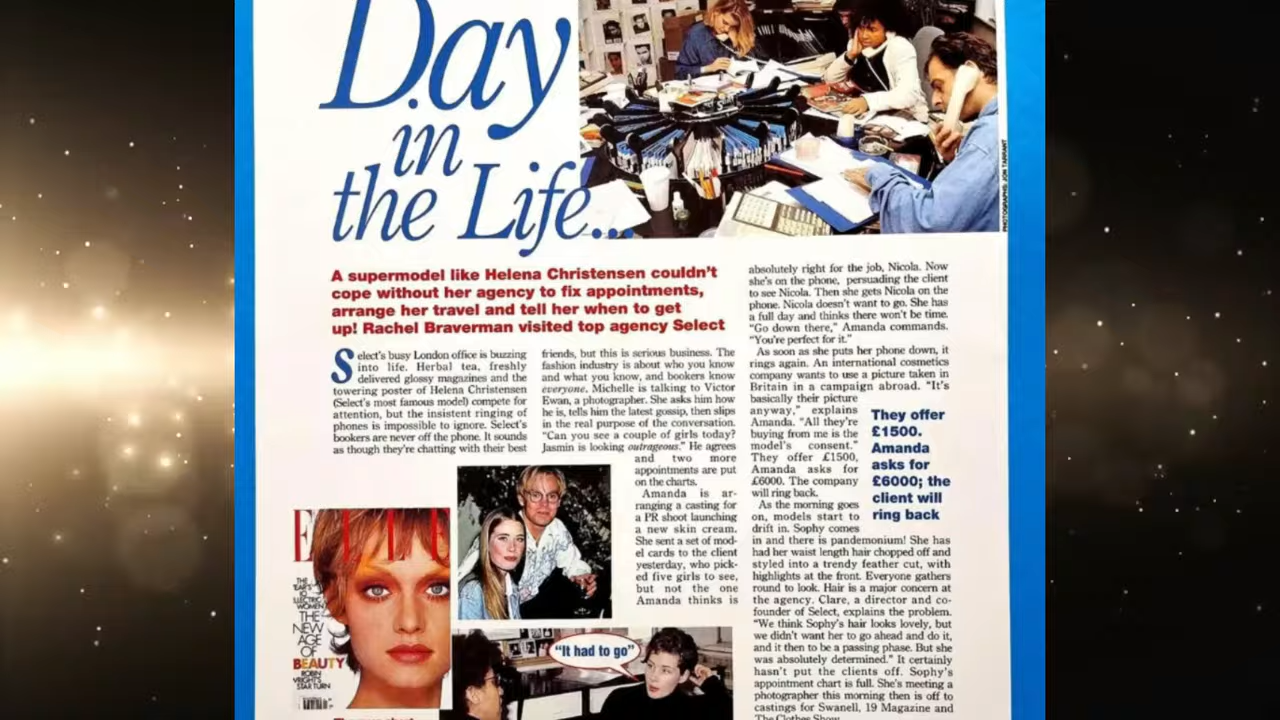 Day
in
the Life...
PHOTOGRAPHS: JON TARRANT
A supermodel like Helena Christensen couldn't
cope without her agency to fix appointments,
arrange her travel and tell her when to get
up! Rachel Braverman visited top agency Select
Select's busy London office is buzzing
into life. Herbal tea, freshly
delivered glossy magazines and the
towering poster of Helena Christensen
(Select's most famous model) compete for
attention, but the insistent ringing of
phones is impossible to ignore. Select's
bookers are never off the phone. It sounds
as though they're chatting with their best
friends, but this is serious business. The
fashion industry is about who you know
and what you know, and bookers know
everyone. Michelle is talking to Victor
Ewan, a photographer. She asks him how
he is, tells him the latest gossip, then slips
in the real purpose of the conversation.
"Can you see a couple of girls today?
Jasmin is looking outrageous." He agrees
and two more
appointments are put
on the charts.
Amanda is ar-
ranging a casting for
a PR shoot launching
a new skin cream.
She sent a set of mod-
el cards to the client
yesterday, who pick-
ed five girls to see,
but not the one
Amanda thinks is
absolutely right for the job, Nicola. Now
she's on the phone, persuading the client
to see Nicola. Then she gets Nicola on the
phone. Nicola doesn't want to go. She has
a full day and thinks there won't be time.
"Go down there," Amanda commands.
"You're perfect for it."
As soon as she puts her phone down, it
rings again. An international cosmetics
company wants to use a picture taken in
Britain in a campaign abroad. "It's
basically their picture
anyway," explains
Amanda. "All they're
buying from me is the
model's consent."
They offer £1500,
Amanda asks for
£6000. The company
will ring back.
As the morning goes
on, models start to
drift in. Sophy comes
in and there is pandemonium! She has
had her waist length hair chopped off and
styled into a trendy feather cut, with
highlights at the front. Everyone gathers
round to look. Hair is a major concern at
the agency. Clare, a director and co-
founder of Select, explains the problem.
"We think Sophy's hair looks lovely, but
we didn't want her to go ahead and do it,
and it then to be a passing phase. But she
was absolutely determined." It certainly
hasn't put the clients off. Sophy's
appointment chart is full. She's meeting a
photographer this morning then is off to
castings for Swanell, 19 Magazine and
The Clothes Show
They offer
£1500.
Amanda
asks for
£6000; the
client will
ring back
ELLE
THE
NEW
AGE
OF
BEAUTY
ROBIN
WRIGHT'S
STAR TURN
"It had to go"